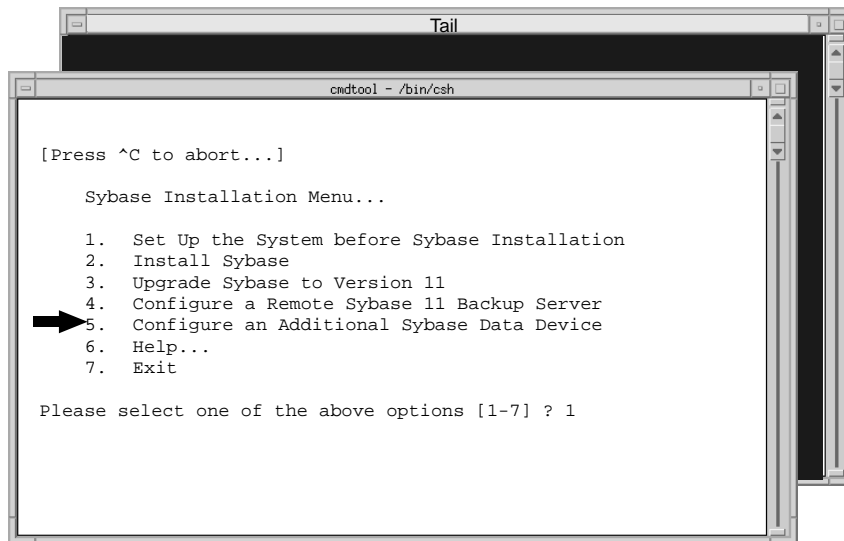 Tail
cmdtool - /bin/csh
[Press ^C to abort...]
Sybase Installation Menu...
1. Set Up the System before Sybase Installation
2. Install Sybase
3. Upgrade Sybase to Version 11
4. Configure a Remote Sybase 11 Backup Server
5. Configure an Additional Sybase Data Device
6. Help...
7. Exit
Please select one of the above options [1-7] ? 1